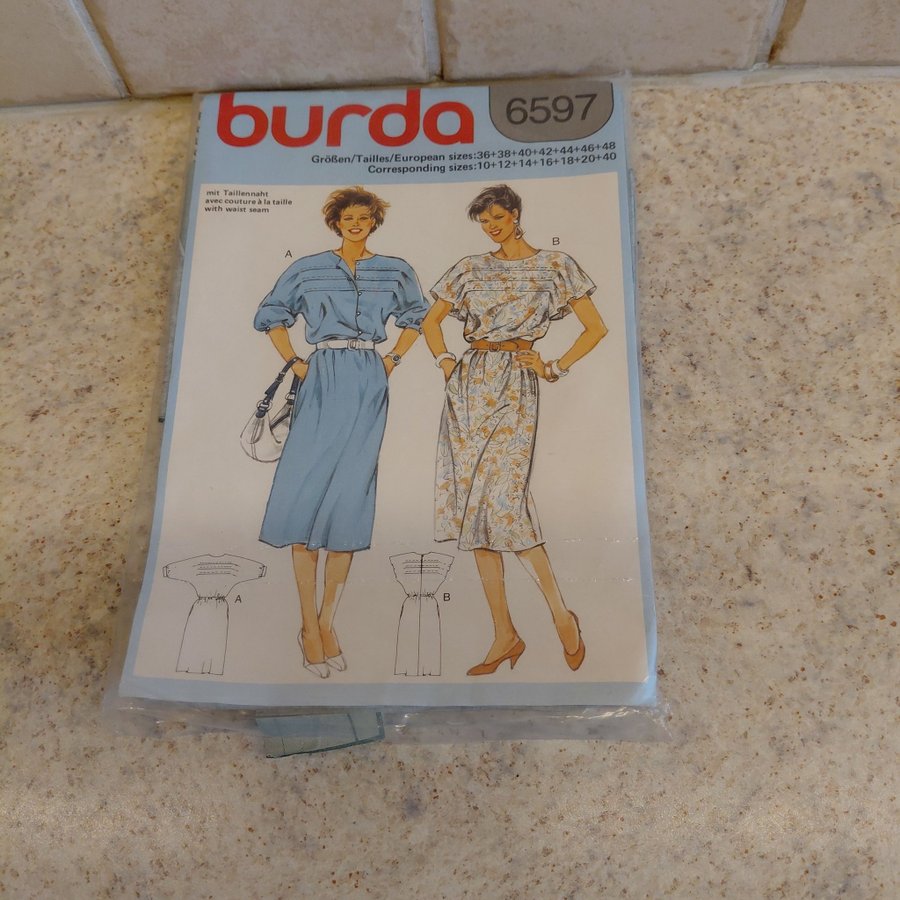 burda
6597
Größen/Tailles/European sizes:36+38+40+42+44+46+48
Corresponding sizes:10+12+14+16+18+20+40
mit Taillennaht
avec couture à la taille
with waist seam
A
B
A
B